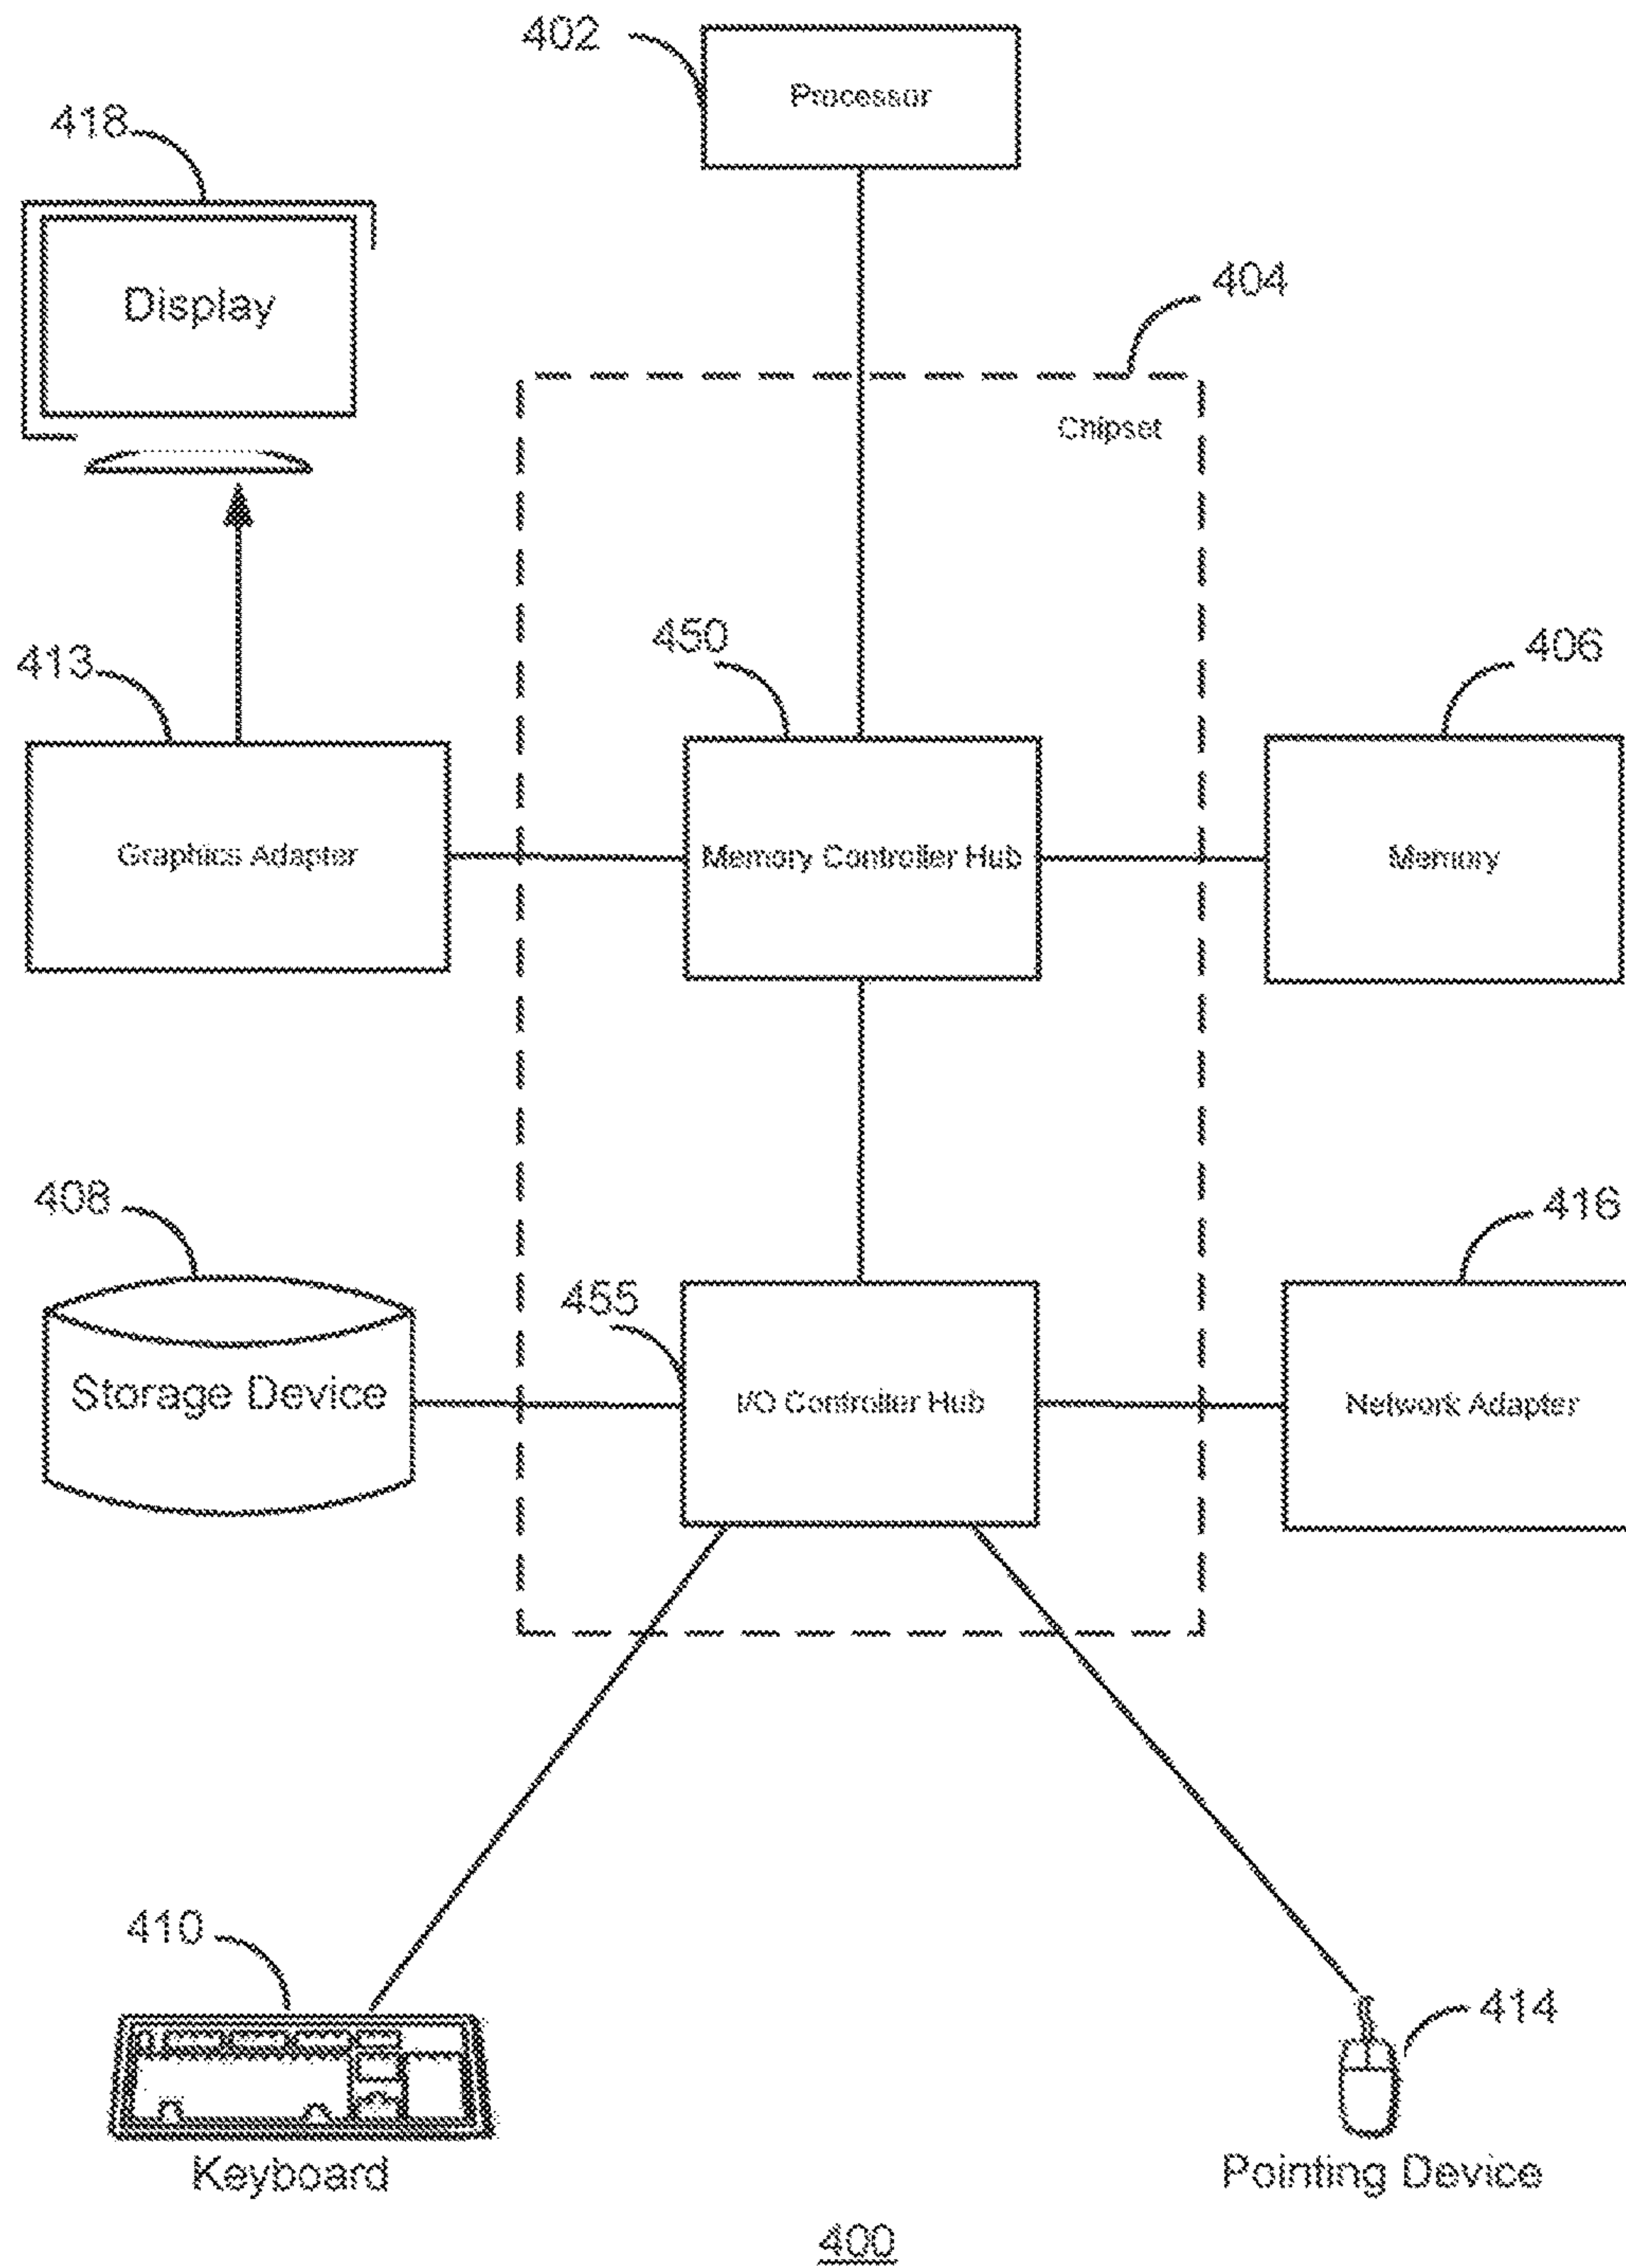 402
Processor
418
Display
404
Chipset
413
450
406
Graphics Adapter
Memory Controller Hub
Memory
408
455
416
Storage Device
I/O Controller Hub
Network Adapter
410
414
Keyboard
Pointing Device
400